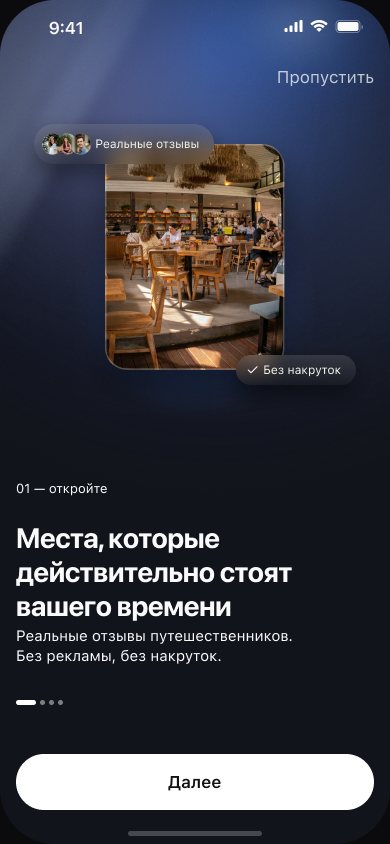 9:41
Пропустить
Реальные отзывы
Без накруток
01 — откройте
Места, которые
действительно стоят
вашего времени
Реальные отзывы путешественников.
Без рекламы, без накруток.
Далее